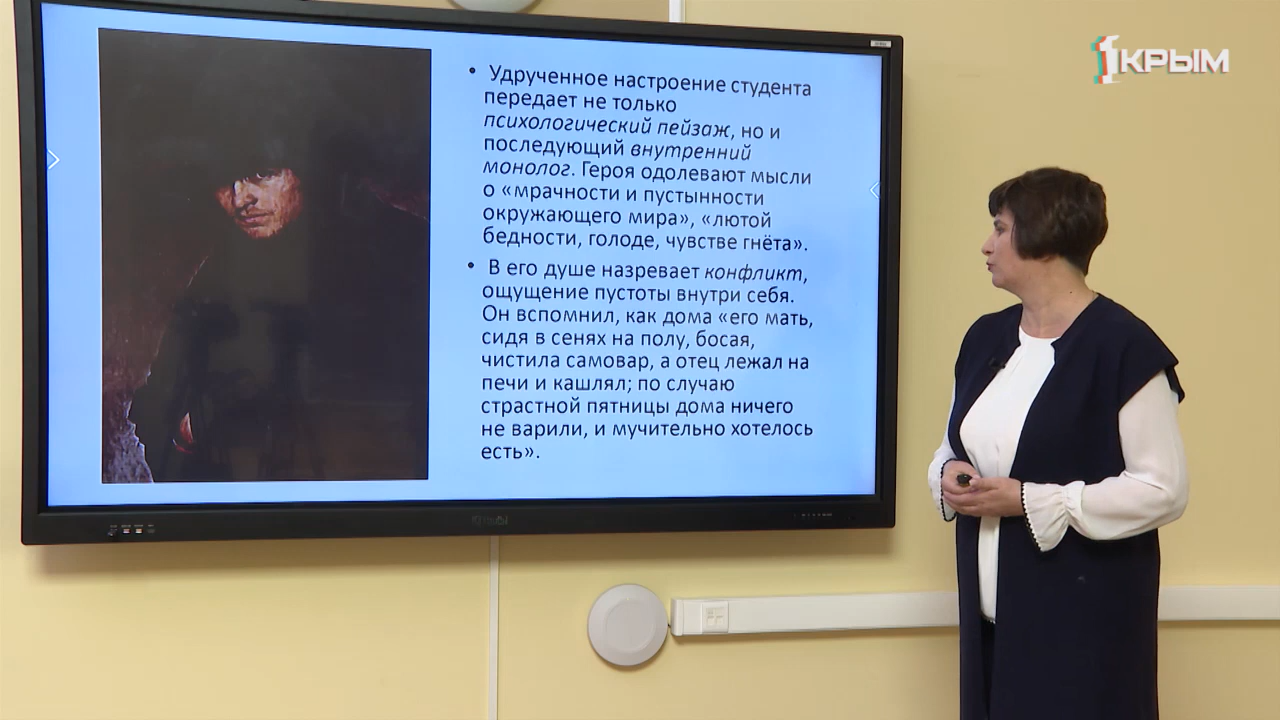 1КРЫМ
• Удрученное настроение студента
передает не только
психологический пейзаж, но и
последующий внутренний
монолог. Героя одолевают мысли
о «мрачности и пустынности
окружающего мира», «лютой
бедности, голоде, чувстве гнёта».
• В его душе назревает конфликт,
ощущение пустоты внутри себя.
Он вспомнил, как дома «его мать,
сидя в сенях на полу, босая,
чистила самовар, а отец лежал на
печи и кашлял; по случаю
страстной пятницы дома ничего
не варили, и мучительно хотелось
есть».